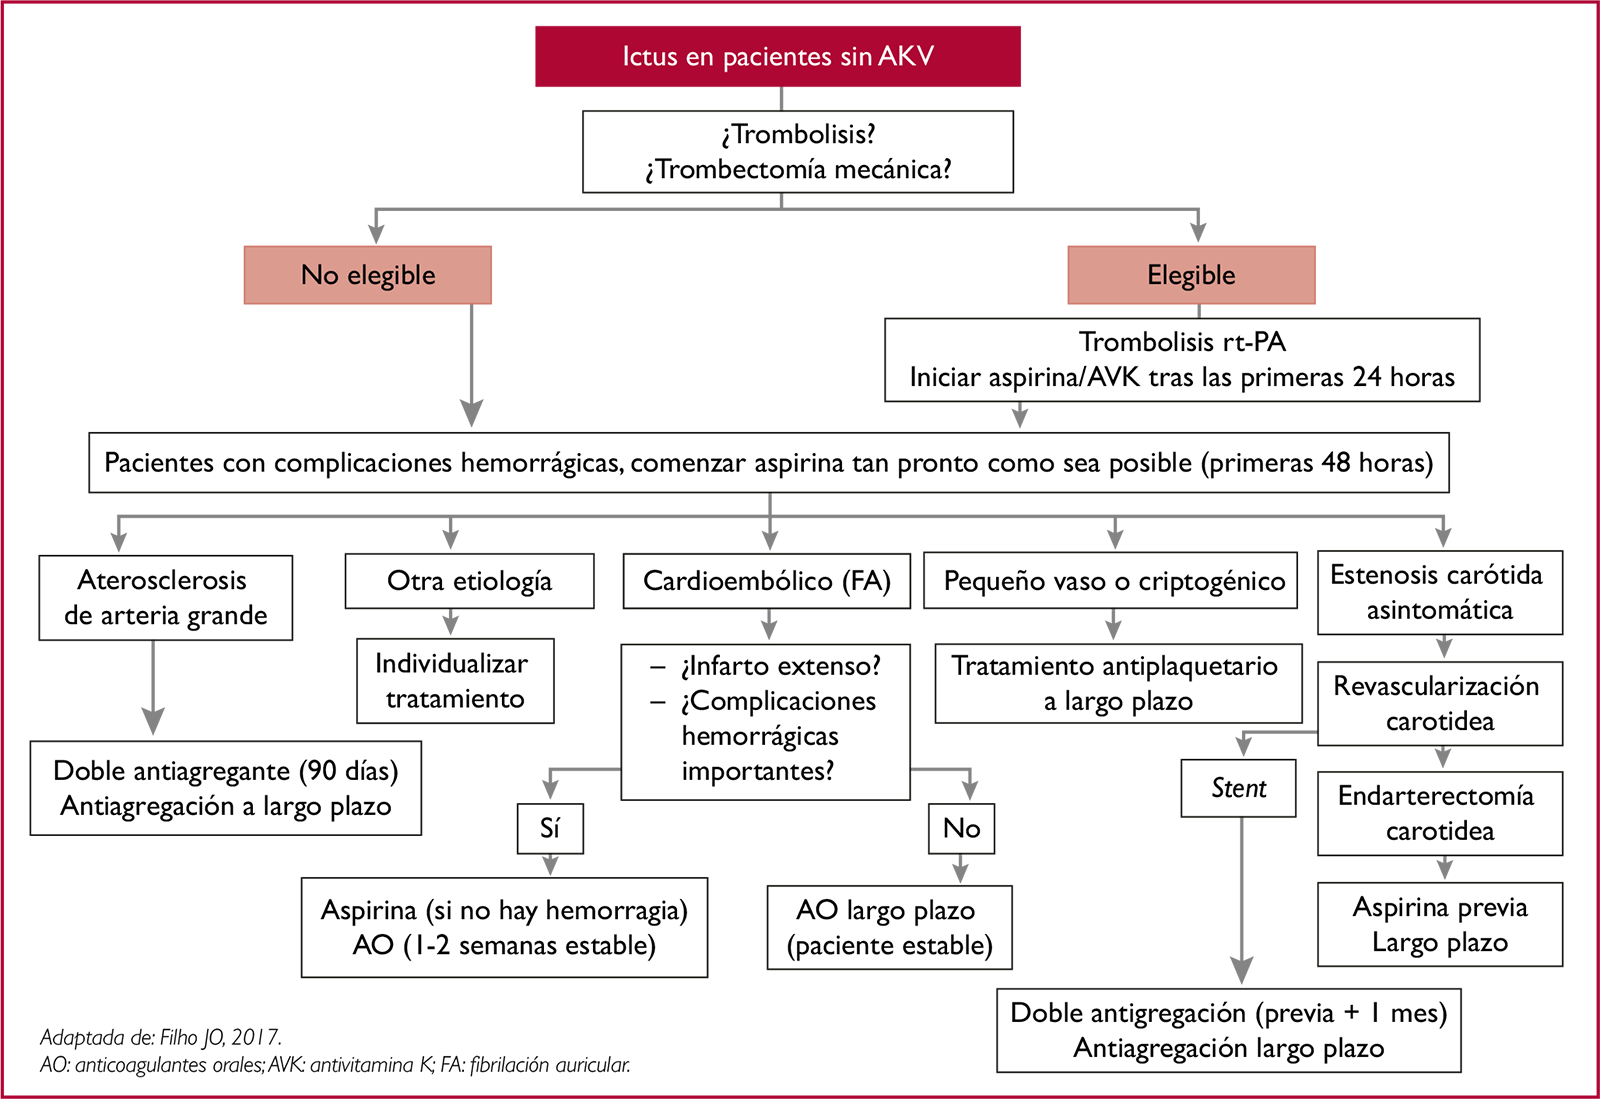 Ictus en pacientes sin AKV
¿Trombolisis?
¿Trombectomía mecánica?
No elegible
Elegible
Trombolisis rt-PA
Iniciar aspirina/AVK tras las primeras 24 horas
Pacientes con complicaciones hemorrágicas, comenzar aspirina tan pronto como sea posible (primeras 48 horas)
Aterosclerosis
de arteria grande
Otra etiología
Cardioembólico (FA)
Pequeño vaso o criptogénico
Estenosis carótida
asintomática
Individualizar
tratamiento
– ¿Infarto extenso?
– ¿Complicaciones
hemorrágicas
importantes?
Tratamiento antiplaquetario
a largo plazo
Revascularización
carotidea
Doble antiagregante (90 días)
Antiagregación a largo plazo
Stent
Endarterectomía
carotidea
Sí
No
Aspirina (si no hay hemorragia)
AO (1-2 semanas estable)
AO largo plazo
(paciente estable)
Aspirina previa
Largo plazo
Doble antigregación (previa + 1 mes)
Antiagregación largo plazo
Adaptada de: Filho JO, 2017.
AO: anticoagulantes orales; AVK: antivitamina K; FA: fibrilación auricular.